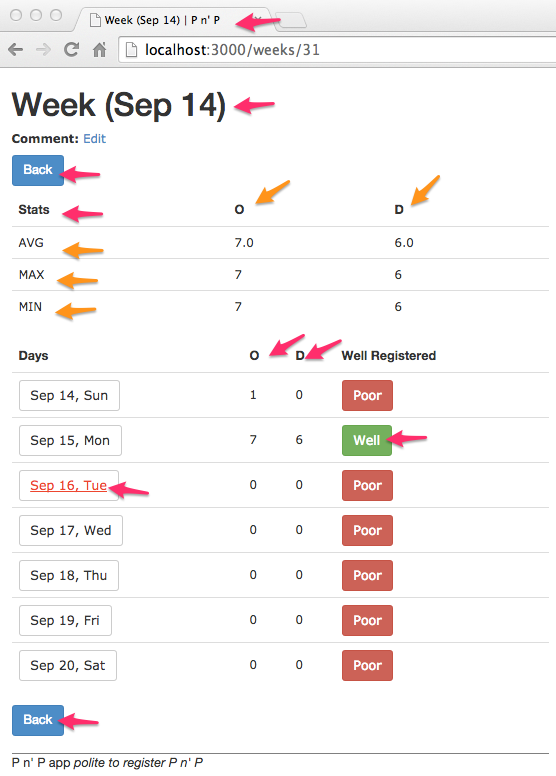 Week (Sep 14) | P n' P
localhost:3000/weeks/31
Week (Sep 14)
Comment: Edit
Back
Stats O D
AVG 7.0 6.0
MAX 7 6
MIN 7 6
Days O D Well Registered
Sep 14, Sun 1 0 Poor
Sep 15, Mon 7 6 Well
Sep 16, Tue 0 0 Poor
Sep 17, Wed 0 0 Poor
Sep 18, Thu 0 0 Poor
Sep 19, Fri 0 0 Poor
Sep 20, Sat 0 0 Poor
Back
P n' P app polite to register P n' P